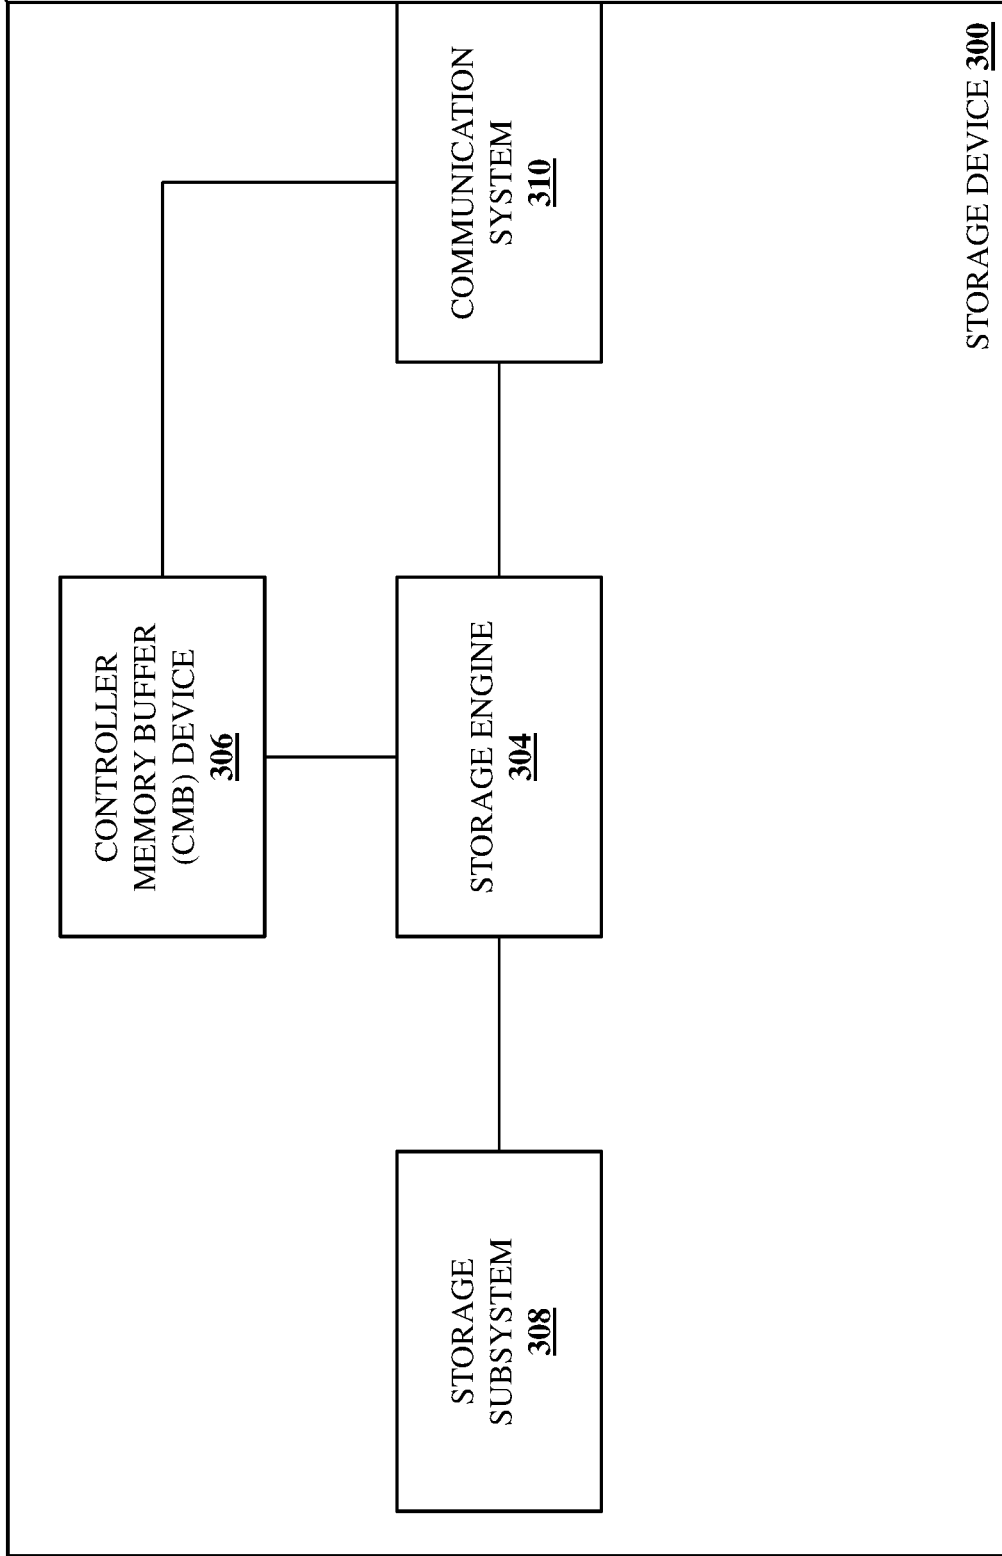 CONTROLLER
MEMORY BUFFER
(CMB) DEVICE
306
STORAGE
SUBSYSTEM
308
STORAGE ENGINE
304
COMMUNICATION
SYSTEM
310
STORAGE DEVICE 300